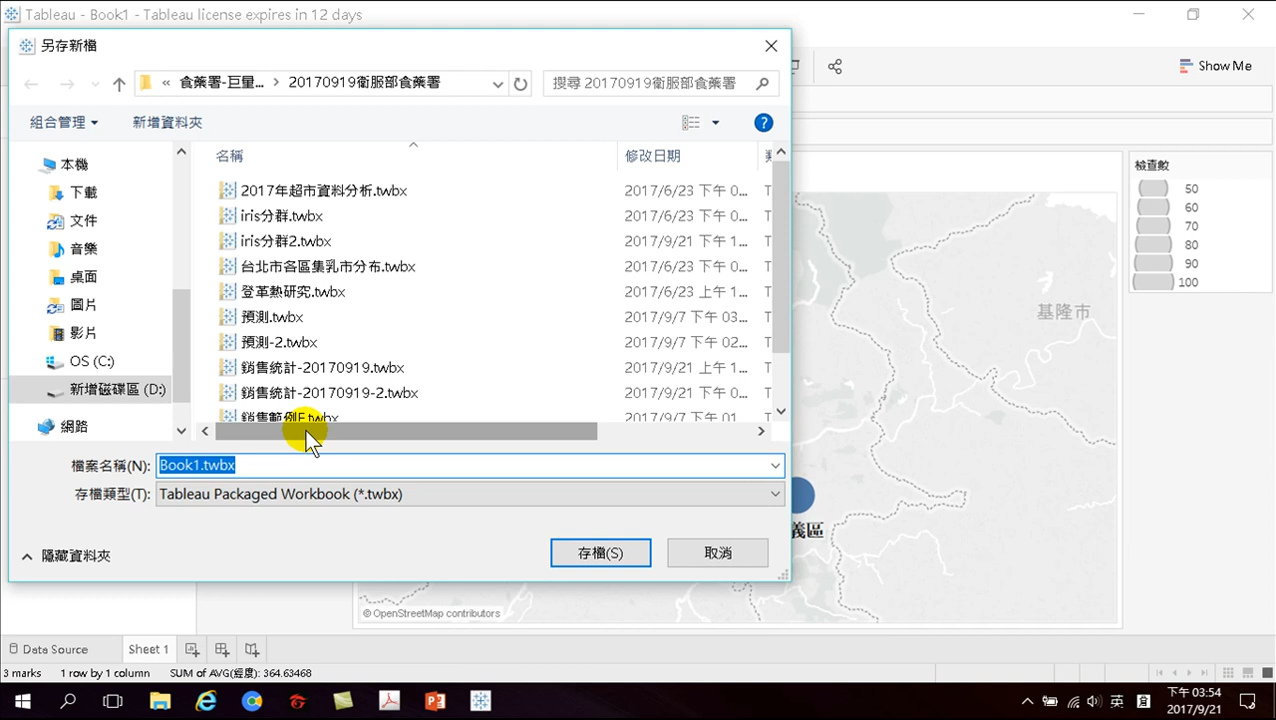 Tableau - Book1 - Tableau license expires in 12 days
另存新檔
« 食藥署-巨量... › 20170919衛服部食藥署
搜尋 20170919衛服部食藥署
Show Me
組合管理
新增資料夾
名稱
修改日期
本機
下載
文件
音樂
桌面
圖片
影片
OS (C:)
新增磁碟區 (D:)
網路
2017年超市資料分析.twbx 2017/6/23 下午 0... T
iris分群.twbx 2017/6/23 下午 0... T
iris分群2.twbx 2017/9/21 下午 1... T
台北市各區集乳市分布.twbx 2017/6/23 下午 0... T
登革熱研究.twbx 2017/6/23 上午 1... T
預測.twbx 2017/9/7 下午 03... T
預測-2.twbx 2017/9/7 下午 02... T
銷售統計-20170919.twbx 2017/9/21 上午 1... T
銷售統計-20170919-2.twbx 2017/9/21 下午 0... T
2017/9/7 下午 01... T
檔案名稱(N): Book1.twbx
存檔類型(T): Tableau Packaged Workbook (*.twbx)
隱藏資料夾
存檔(S)
取消
檢查數
50
60
70
80
90
100
基隆市
義區
© OpenStreetMap contributors
Data Source
Sheet 1
3 marks 1 row by 1 column SUM of AVG(經度): 364.63468
英
下午 03:54
2017/9/21